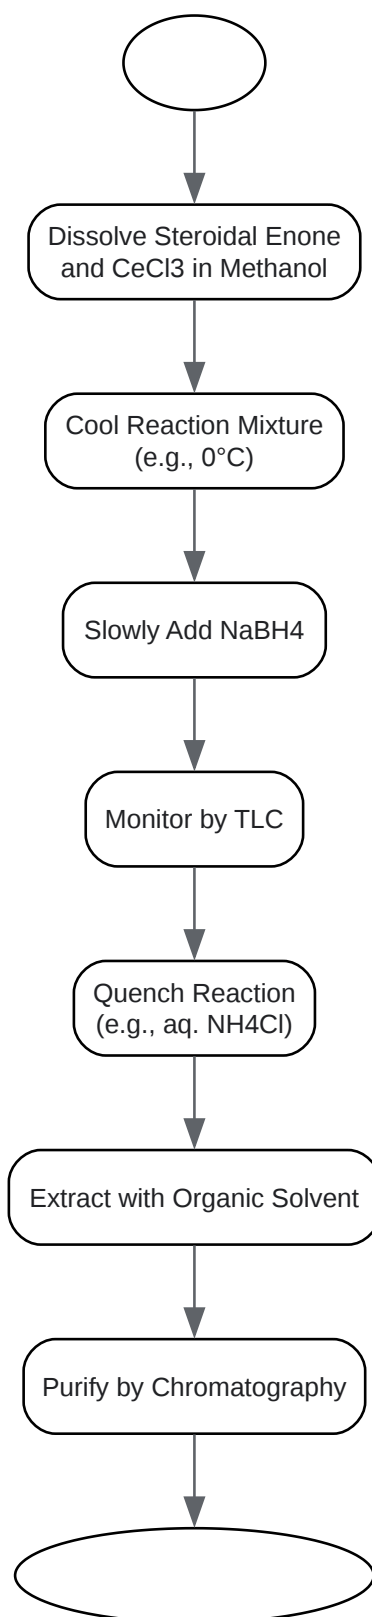 Dissolve Steroidal Enone
and CeCl3 in Methanol
Cool Reaction Mixture
(e.g., 0°C)
Slowly Add NaBH4
Monitor by TLC
Quench Reaction
(e.g., aq. NH4Cl)
Extract with Organic Solvent
Purify by Chromatography